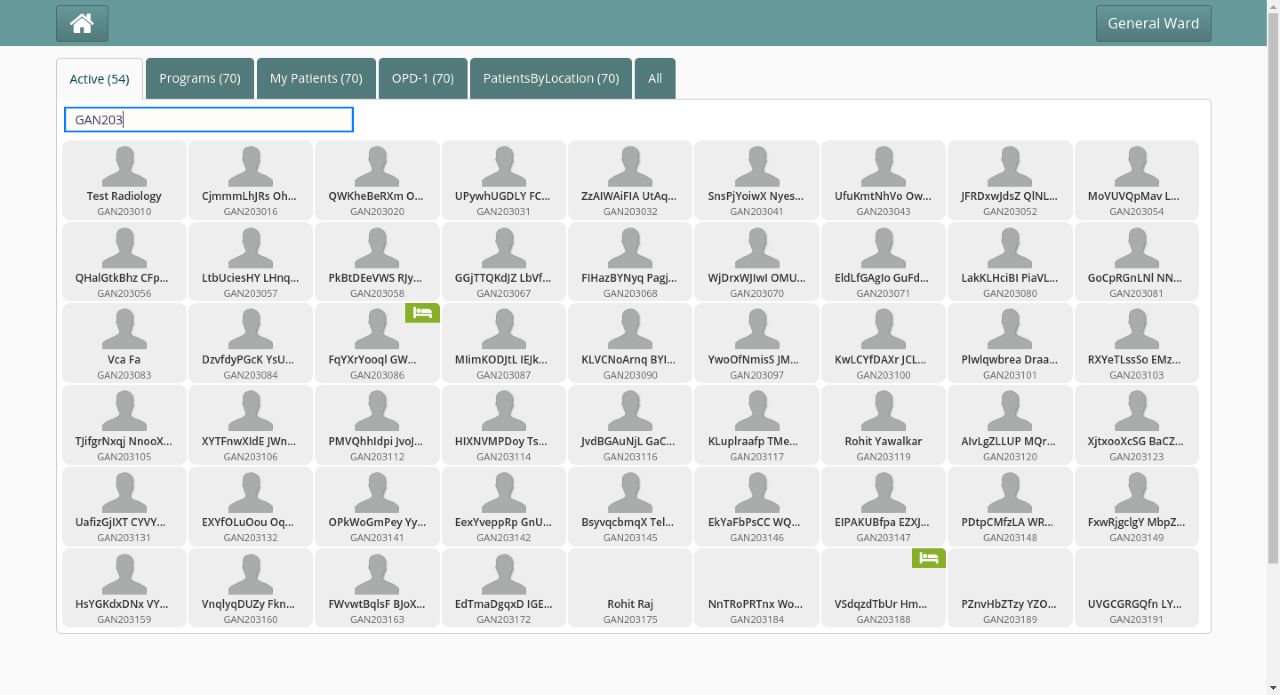 General Ward
Active (54) Programs (70) My Patients (70) OPD-1 (70) PatientsByLocation (70) All
GAN203
Test Radiology CjmmmLhJRs Oh... QWKheBeRXm O... UPywhUGDLY FC... ZzAIWAiFIA UtAq... SnsPjYoiwX Nyes... UfuKmtNhVo Ow... JFRDxwJdsZ QlNL... MoVUVQpMav L...
GAN203010 GAN203016 GAN203020 GAN203031 GAN203032 GAN203041 GAN203043 GAN203052 GAN203054
QHalGtkBhz CFp... LtbUciesHY LHnq... PkBtDEeVWS RJy... GGjTTQKdJZ LbVf... FIHazBYNyq Pagj... WjDrxWJIwI OMU... EldLfGAgIo GuFd... LakKLHciBI PiaVL... GoCpRGnLNl NN...
GAN203056 GAN203057 GAN203058 GAN203067 GAN203068 GAN203070 GAN203071 GAN203080 GAN203081
Vca Fa DzvfdyPGcK YsU... FqYXrYooql GW... MIimKODJtL IEJk... KLVCNoArnq BYI... YwoOfNmisS JM... KwLCYfDAXr JCL... Plwlqwbrea Draa... RXYeTLssSo EMz...
GAN203083 GAN203084 GAN203086 GAN203087 GAN203090 GAN203097 GAN203100 GAN203101 GAN203103
TJifgrNxqj NnooX... XYTFnwXIdE JWn... PMVQhhIdpi JvoJ... HIXNVMPDoy Ts... JvdBGAuNjL GaC... KLuplraafp TMe... Rohit Yawalkar AIvLgZLLUP MQr... XjtxooXcSG BaCZ...
GAN203105 GAN203106 GAN203112 GAN203114 GAN203116 GAN203117 GAN203119 GAN203120 GAN203123
UafizGjIXT CYVY... EXYfOLuOou Oq... OPkWoGmPey Yy... EexYveppRp GnU... BsyvqcbmqX Tel... EkYaFbPsCC WQ... EIPAKUBfpa EZXJ... PDtpCMfzLA WR... FxwRjgclgY MbpZ...
GAN203131 GAN203132 GAN203141 GAN203142 GAN203145 GAN203146 GAN203147 GAN203148 GAN203149
HsYGKdxDNx VY... VnqlyqDUZy Fkn... FWvwtBqlsF BJoX... EdTmaDgqxD IGE... Rohit Raj NnTRoPRTnx Wo... VSdqzdTbUr Hm... PZnvHbZTzy YZO... UVGCGRGQfn LY...
GAN203159 GAN203160 GAN203163 GAN203172 GAN203175 GAN203184 GAN203188 GAN203189 GAN203191